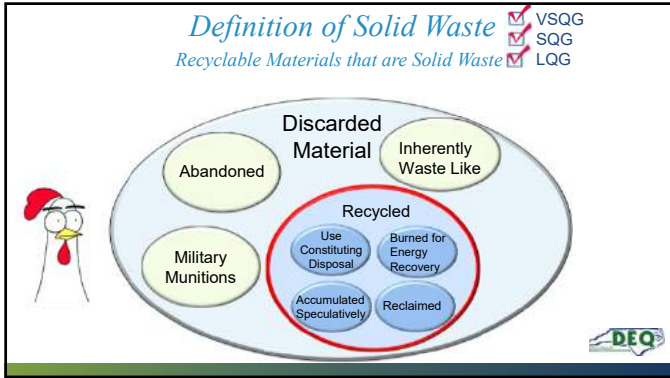 Definition of Solid Waste
VSQG
SQG
Recyclable Materials that are Solid Waste
LQG
Discarded
Material
Abandoned
Inherently
Waste Like
Recycled
Use
Constituting
Disposal
Burned for
Energy
Recovery
Military
Munitions
Accumulated
Speculatively
Reclaimed
DEQ